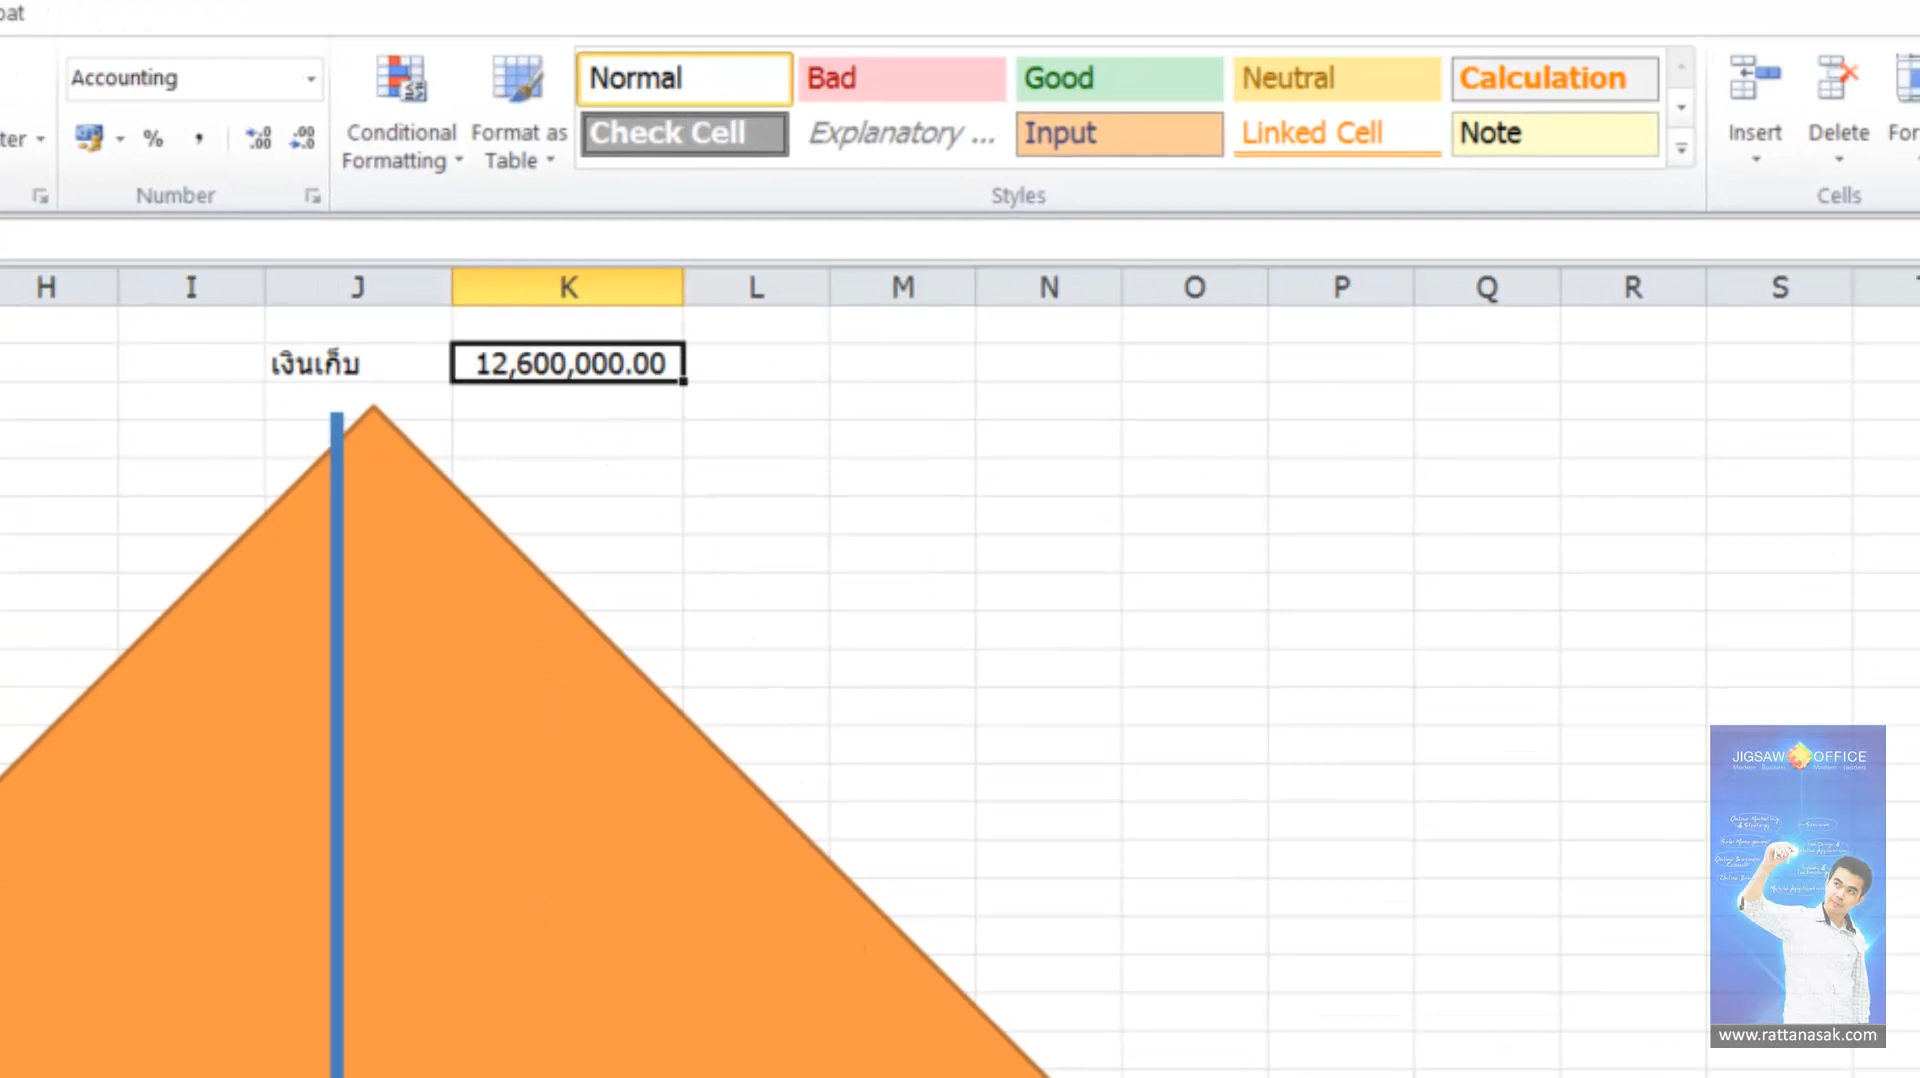 Accounting
Normal
Bad
Good
Neutral
Calculation
Conditional
Formatting
Format as
Table
Check Cell
Explanatory ...
Input
Linked Cell
Note
Insert
Delete
%
Number
Styles
Cells
H I J K L M N O P Q R S
เงินเก็บ 12,600,000.00
JIGSAW OFFICE
www.rattanasak.com